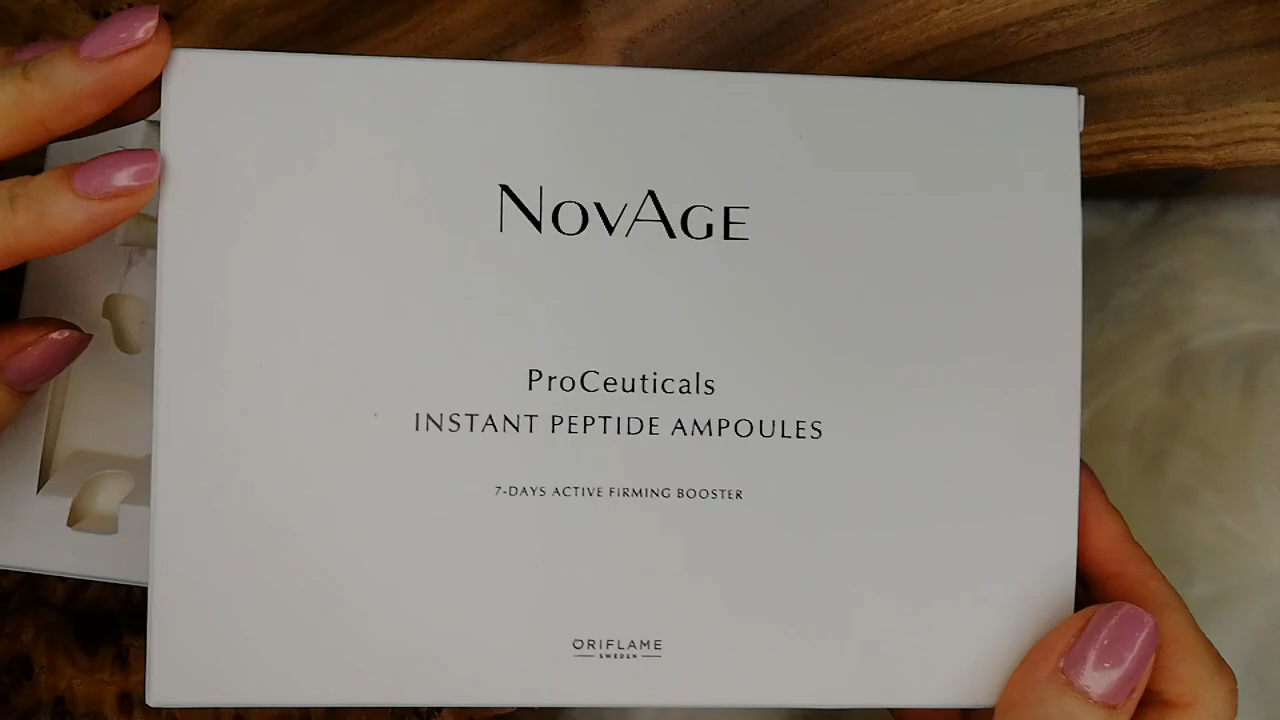 NOVAGE
ProCeuticals
INSTANT PEPTIDE AMPOULES
7-DAYS ACTIVE FIRMING BOOSTER
ORIFLAME
SWEDEN